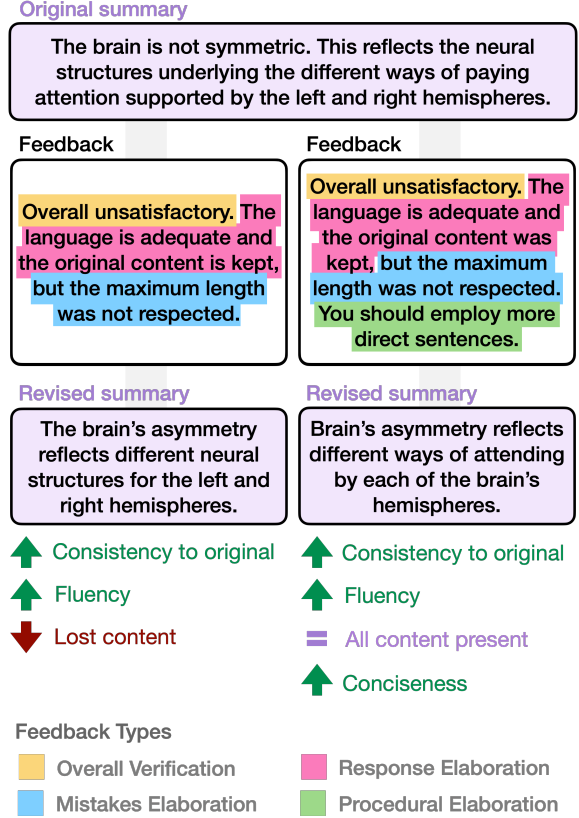 Original summary
The brain is not symmetric. This reflects the neural
structures underlying the different ways of paying
attention supported by the left and right hemispheres.
Feedback
Overall unsatisfactory. The
language is adequate and
the original content is kept,
but the maximum length
was not respected.
Feedback
Overall unsatisfactory. The
language is adequate and
the original content was
kept, but the maximum
length was not respected.
You should employ more
direct sentences.
Revised summary
The brain's asymmetry
reflects different neural
structures for the left and
right hemispheres.
Revised summary
Brain's asymmetry reflects
different ways of attending
by each of the brain's
hemispheres.
Consistency to original
Fluency
Lost content
Consistency to original
Fluency
All content present
Conciseness
Feedback Types
Overall Verification
Response Elaboration
Mistakes Elaboration
Procedural Elaboration